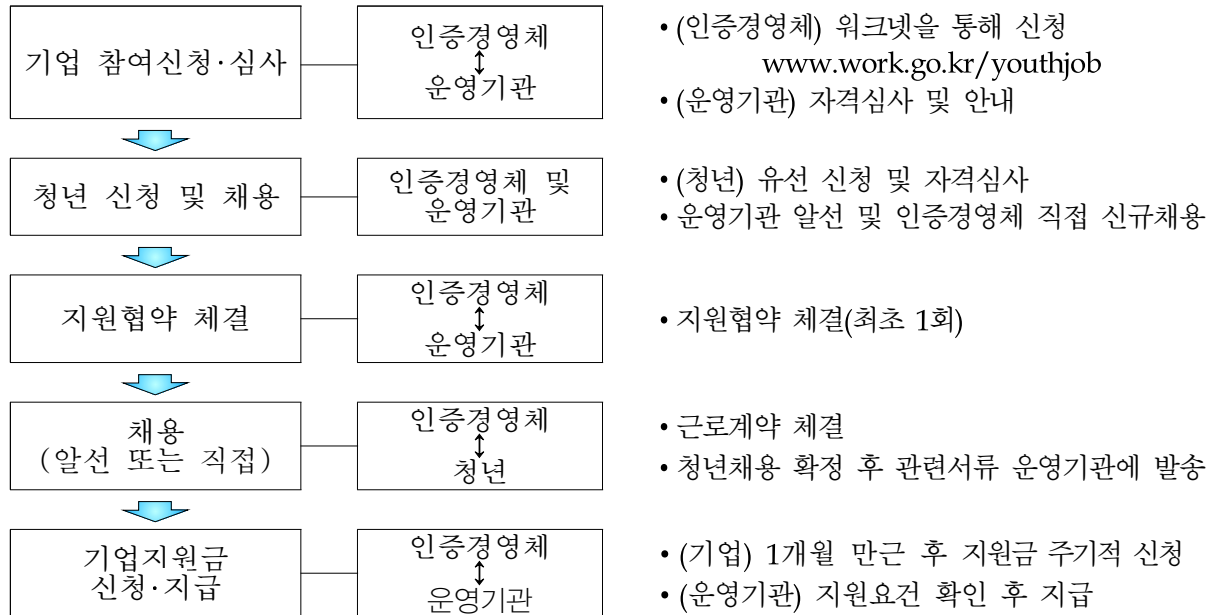 기업 참여신청·심사
인증경영체
↕
운영기관
• (인증경영체) 워크넷을 통해 신청
www.work.go.kr/youthjob
• (운영기관) 자격심사 및 안내
청년 신청 및 채용
인증경영체 및
운영기관
• (청년) 유선 신청 및 자격심사
• 운영기관 알선 및 인증경영체 직접 신규채용
지원협약 체결
인증경영체
↕
운영기관
• 지원협약 체결(최초 1회)
채용
(알선 또는 직접)
인증경영체
↕
청년
• 근로계약 체결
• 청년채용 확정 후 관련서류 운영기관에 발송
기업지원금
신청·지급
인증경영체
↕
운영기관
• (기업) 1개월 만근 후 지원금 주기적 신청
• (운영기관) 지원요건 확인 후 지급